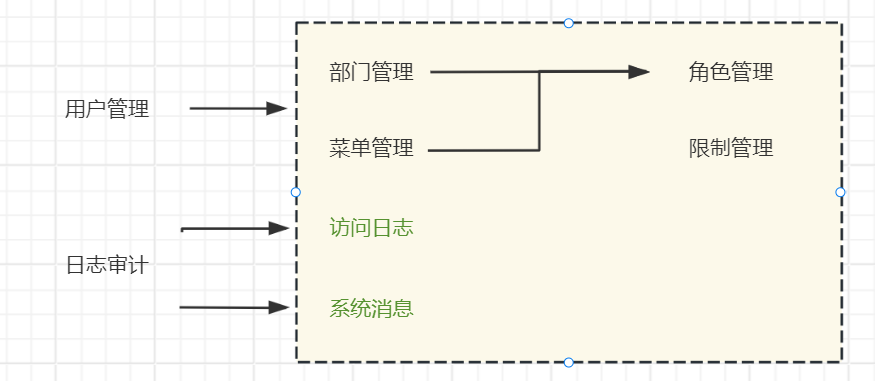 部门管理
角色管理
用户管理
菜单管理
限制管理
访问日志
日志审计
系统消息